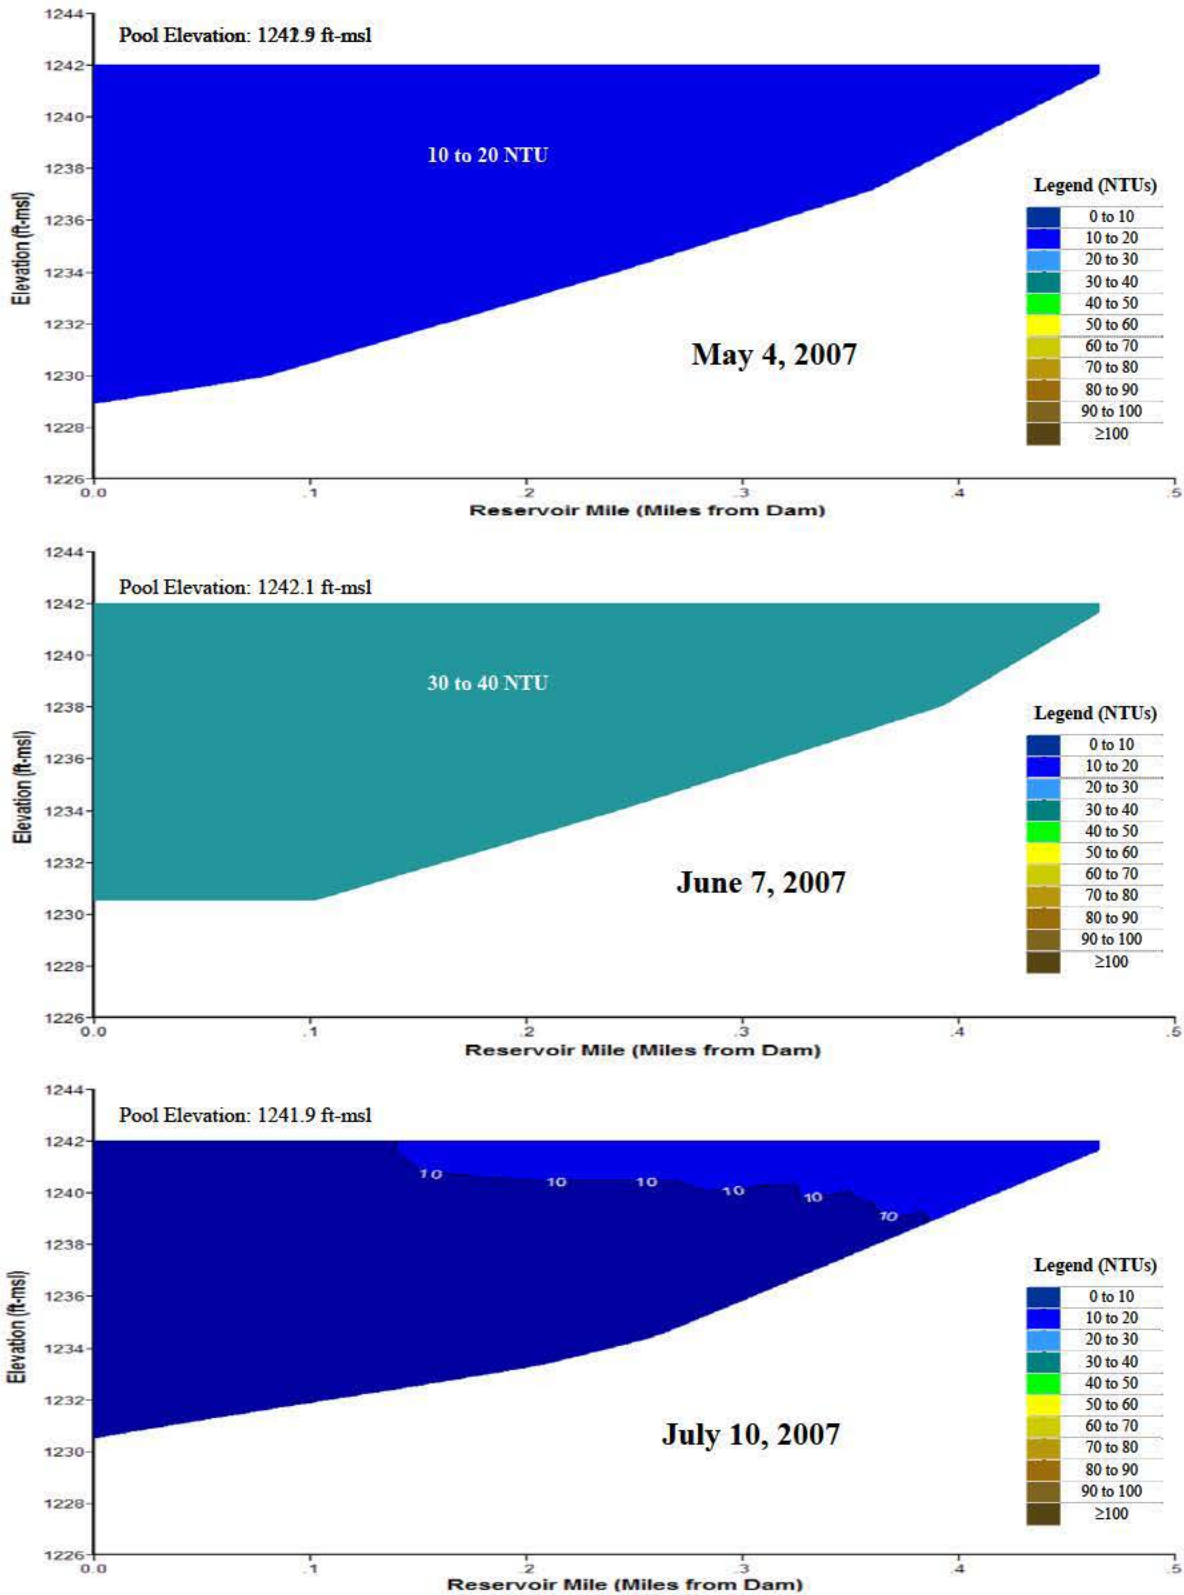 1244
Pool Elevation: ft-msl
1242
1240
1238
10 to 20 NTU
1236
1234
1232
1230
1228
1226
Elevation (ft-msl)
May 4, 2007
Legend (NTUs)
0 to 10
10 to 20
20 to 30
30 to 40
40 to 50
50 to 60
60 to 70
70 to 80
80 to 90
90 to 100
≥100
0.0 .1 .2 .3 .4 .5
Reservoir Mile (Miles from Dam)
1244
Pool Elevation: 1242.1 ft-msl
1242
1240
30 to 40 NTU
1238
1236
1234
1232
1230
1228
1226
Elevation (ft-msl)
June 7, 2007
Legend (NTUs)
0 to 10
10 to 20
20 to 30
30 to 40
40 to 50
50 to 60
60 to 70
70 to 80
80 to 90
90 to 100
≥100
0.0 .1 .2 .3 .4 .5
Reservoir Mile (Miles from Dam)
1244
Pool Elevation: 1241.9 ft-msl
1242
10 10 10 10 10 10
1240
1238
1236
1234
1232
1230
1228
1226
Elevation (ft-msl)
July 10, 2007
Legend (NTUs)
0 to 10
10 to 20
20 to 30
30 to 40
40 to 50
50 to 60
60 to 70
70 to 80
80 to 90
90 to 100
≥100
0.0 .1 .2 .3 .4 .5
Reservoir Mile (Miles from Dam)